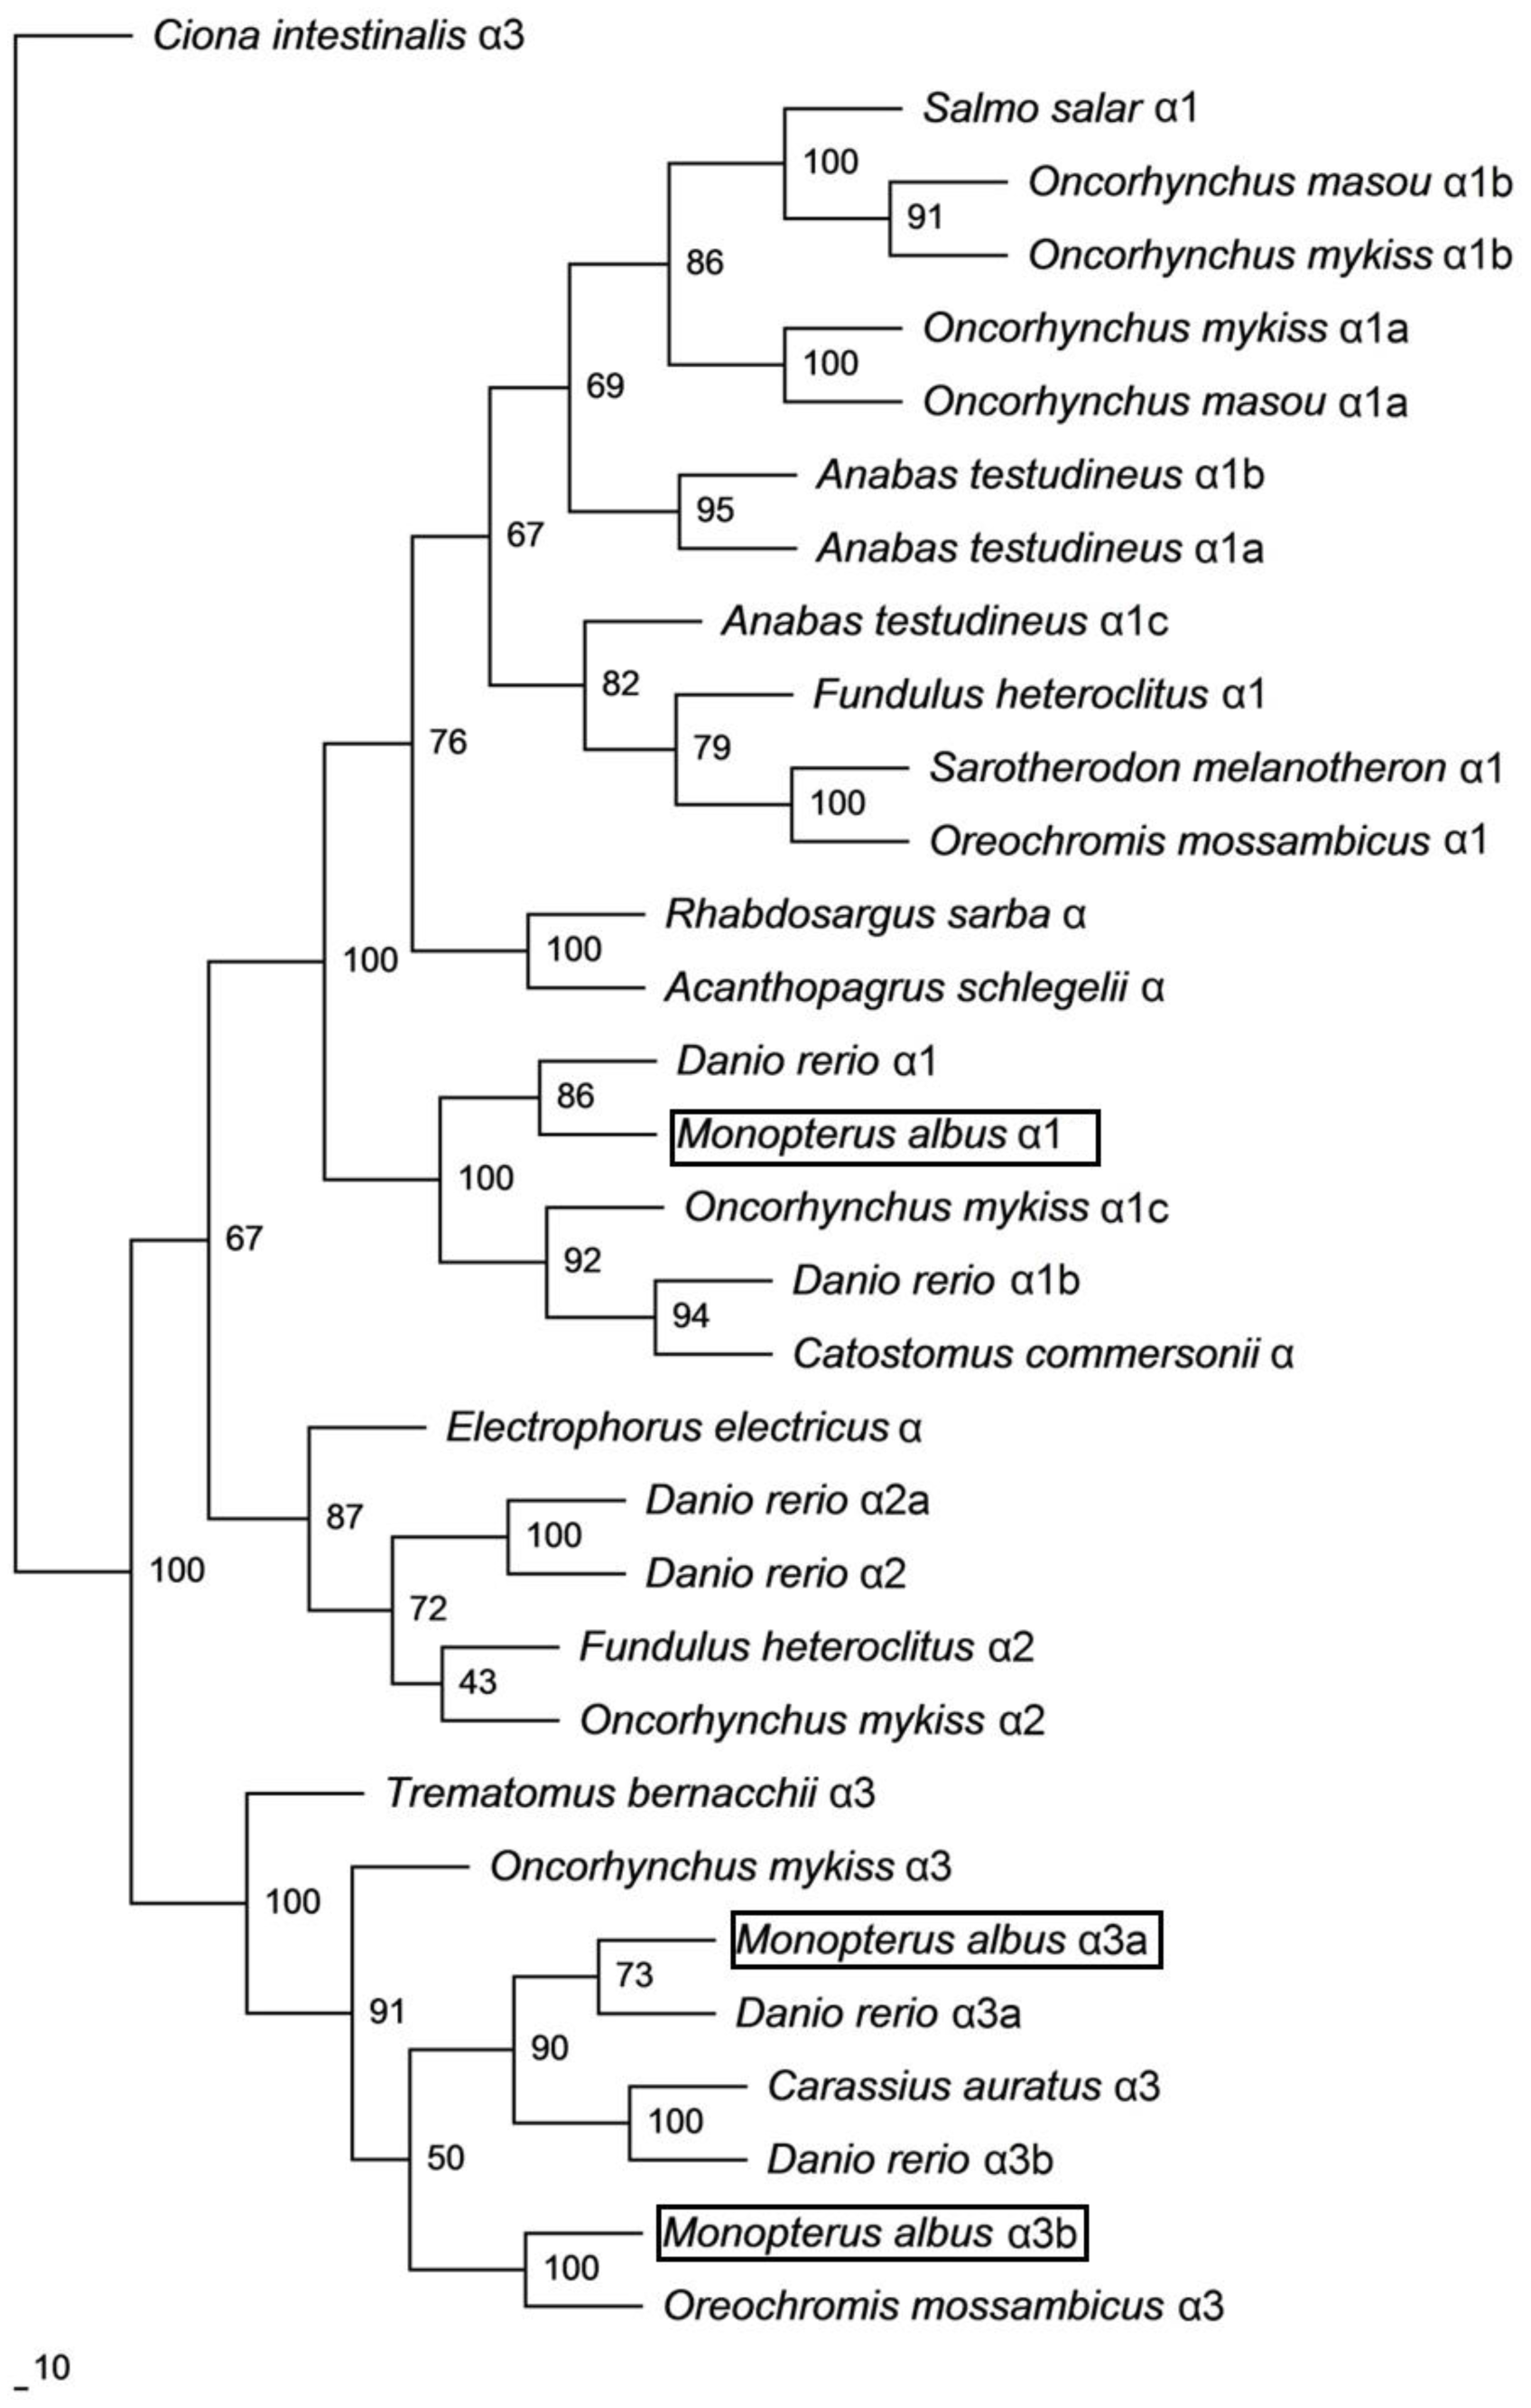 Ciona intestinalis α3
Salmo salar α1
100
Oncorhynchus masou α1b
91
Oncorhynchus mykiss α1b
86
Oncorhynchus mykiss α1a
100
Oncorhynchus masou α1a
69
Anabas testudineus α1b
95
Anabas testudineus α1a
67
Anabas testudineus α1c
82
Fundulus heteroclitus α1
76
79
Sarotherodon melanotheron α1
100
Oreochromis mossambicus α1
Rhabdosargus sarba α
100
100
Acanthopagrus schlegelii α
Danio rerio α1
86
Monopterus albus α1
100
Oncorhynchus mykiss α1c
67
92
Danio rerio α1b
94
Catostomus commersonii α
Electrophorus electricus α
87
Danio rerio α2a
100
100
Danio rerio α2
72
Fundulus heteroclitus α2
43
Oncorhynchus mykiss α2
Trematomus bernacchii α3
Oncorhynchus mykiss α3
100
Monopterus albus α3a
73
91
Danio rerio α3a
90
Carassius auratus α3
100
50
Danio rerio α3b
Monopterus albus α3b
100
Oreochromis mossambicus α3
10